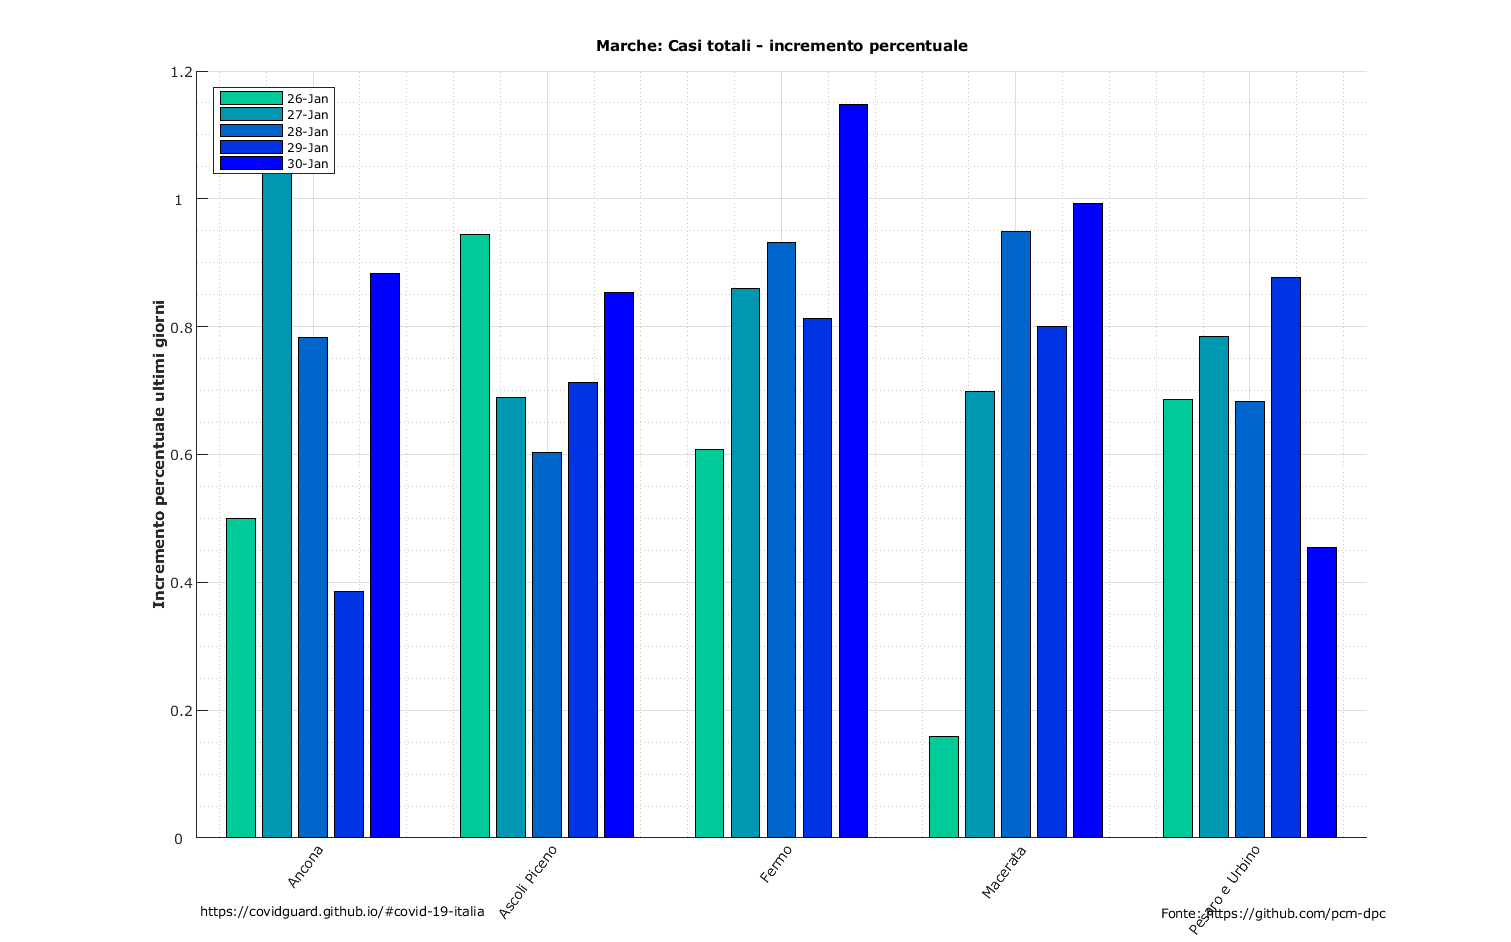 Marche: Casi totali - incremento percentuale
Incremento percentuale ultimi giorni
1.2
1
0.8
0.6
0.4
0.2
0
26-Jan
27-Jan
28-Jan
29-Jan
30-Jan
Ancona
Ascoli Piceno
Fermo
Macerata
Pesaro e Urbino
https://covidguard.github.io/#covid-19-italia
Fonte: https://github.com/pcm-dpc